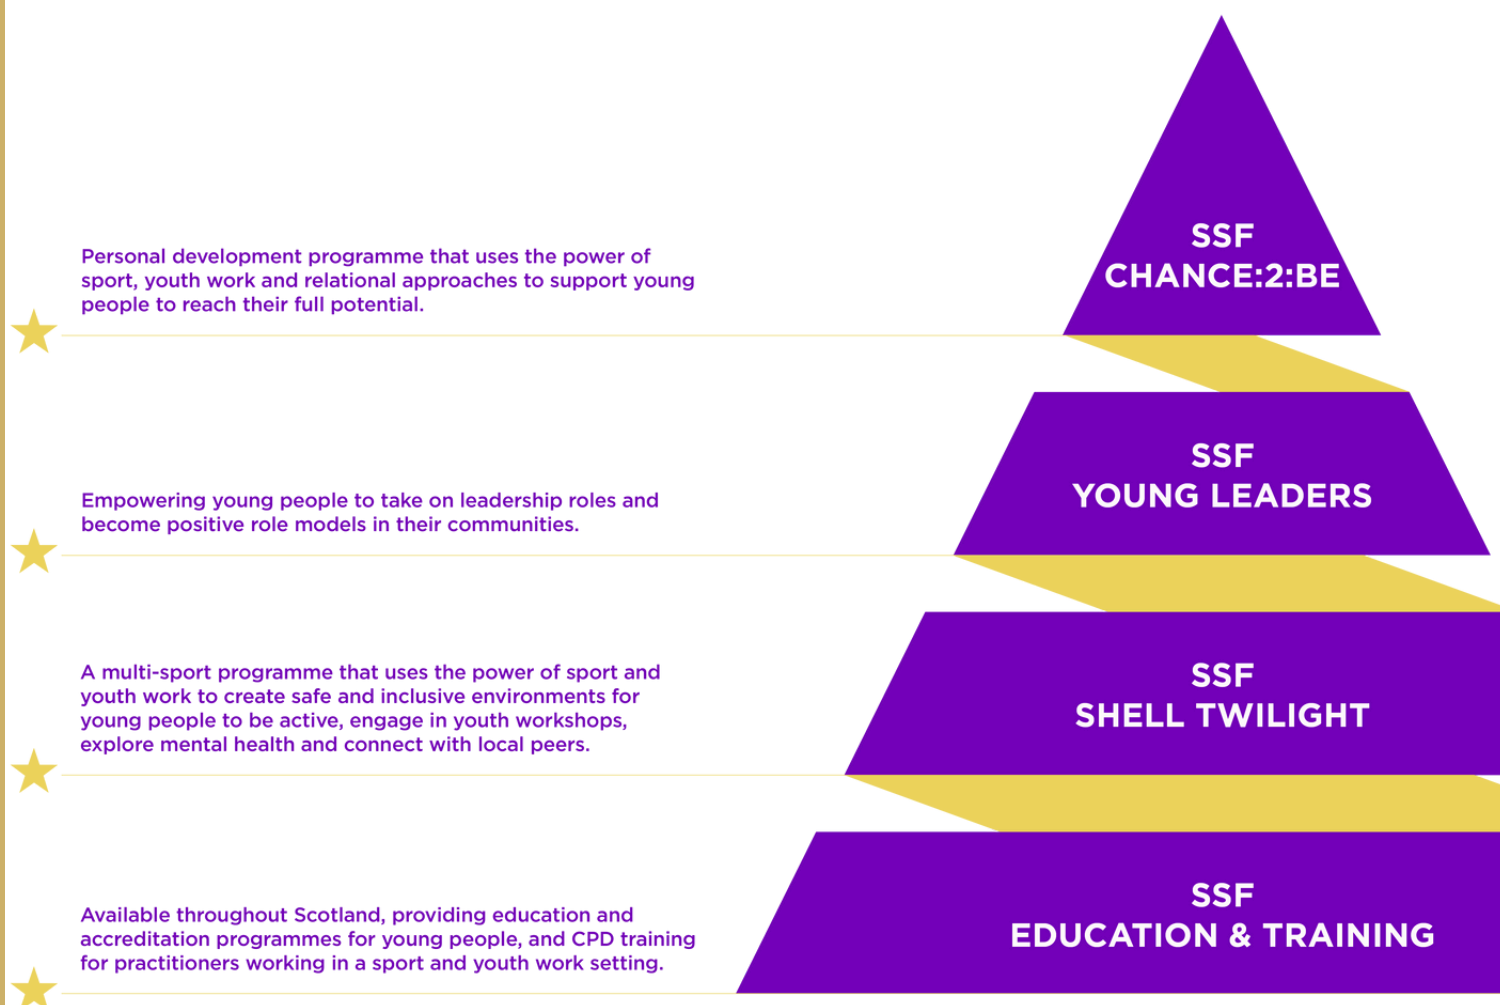 Personal development programme that uses the power of
sport, youth work and relational approaches to support young
people to reach their full potential.
SSF
CHANCE:2:BE
Empowering young people to take on leadership roles and
become positive role models in their communities.
SSF
YOUNG LEADERS
A multi-sport programme that uses the power of sport and
youth work to create safe and inclusive environments for
young people to be active, engage in youth workshops,
explore mental health and connect with local peers.
SSF
SHELL TWILIGHT
Available throughout Scotland, providing education and
accreditation programmes for young people, and CPD training
for practitioners working in a sport and youth work setting.
SSF
EDUCATION & TRAINING